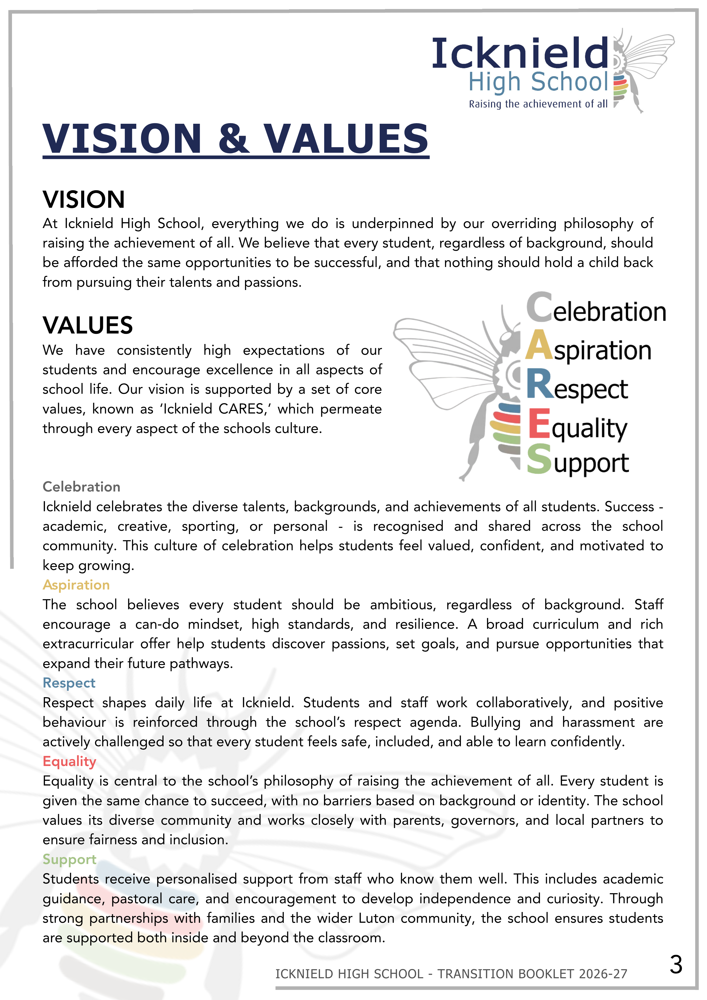 Icknield
High School
Raising the achievement of all
VISION & VALUES
VISION
At Icknield High School, everything we do is underpinned by our overriding philosophy of
raising the achievement of all. We believe that every student, regardless of background, should
be afforded the same opportunities to be successful, and that nothing should hold a child back
from pursuing their talents and passions.
VALUES
We have consistently high expectations of our
students and encourage excellence in all aspects of
school life. Our vision is supported by a set of core
values, known as ‘Icknield CARES,’ which permeate
through every aspect of the schools culture.
Celebration
Aspiration
Respect
Equality
Support
Celebration
Icknield celebrates the diverse talents, backgrounds, and achievements of all students. Success -
academic, creative, sporting, or personal - is recognised and shared across the school
community. This culture of celebration helps students feel valued, confident, and motivated to
keep growing.
Aspiration
The school believes every student should be ambitious, regardless of background. Staff
encourage a can-do mindset, high standards, and resilience. A broad curriculum and rich
extracurricular offer help students discover passions, set goals, and pursue opportunities that
expand their future pathways.
Respect
Respect shapes daily life at Icknield. Students and staff work collaboratively, and positive
behaviour is reinforced through the school’s respect agenda. Bullying and harassment are
actively challenged so that every student feels safe, included, and able to learn confidently.
Equality
Equality is central to the school’s philosophy of raising the achievement of all. Every student is
given the same chance to succeed, with no barriers based on background or identity. The school
values its diverse community and works closely with parents, governors, and local partners to
ensure fairness and inclusion.
Support
Students receive personalised support from staff who know them well. This includes academic
guidance, pastoral care, and encouragement to develop independence and curiosity. Through
strong partnerships with families and the wider Luton community, the school ensures students
are supported both inside and beyond the classroom.
ICKNIELD HIGH SCHOOL - TRANSITION BOOKLET 2026-27
3